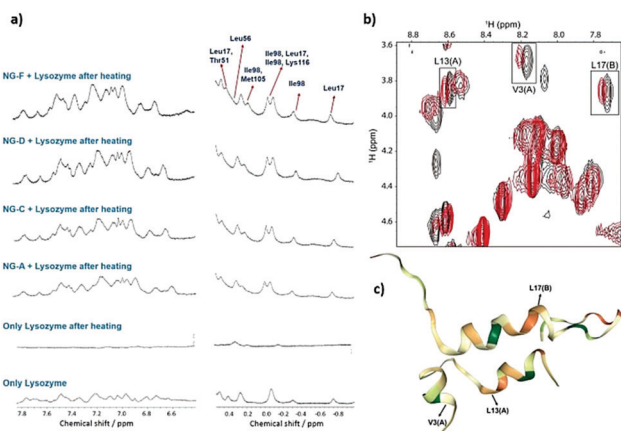 a)
Leu56
Leu17,
Thr51
Ile98,
Met105
Ile98, Leu17,
Ile98, Leu17,
Lys116
Ile98
Leu17
NG-F + Lysozyme after heating
NG-D + Lysozyme after heating
NG-C + Lysozyme after heating
NG-A + Lysozyme after heating
Only Lysozyme after heating
Only Lysozyme
7.8 7.6 7.4 7.2 7.0 6.8 6.6
Chemical shift / ppm
0.4 0.2 0.0 -0.2 -0.4 -0.6 -0.8
Chemical shift / ppm
b)
¹H (ppm)
8.8 8.6 8.4 8.2 8.0 7.8
3.6
3.8
4.0
4.2
4.4
4.6
¹H (ppm)
L13(A)
V3(A)
L17(B)
c)
L17(B)
V3(A)
L13(A)